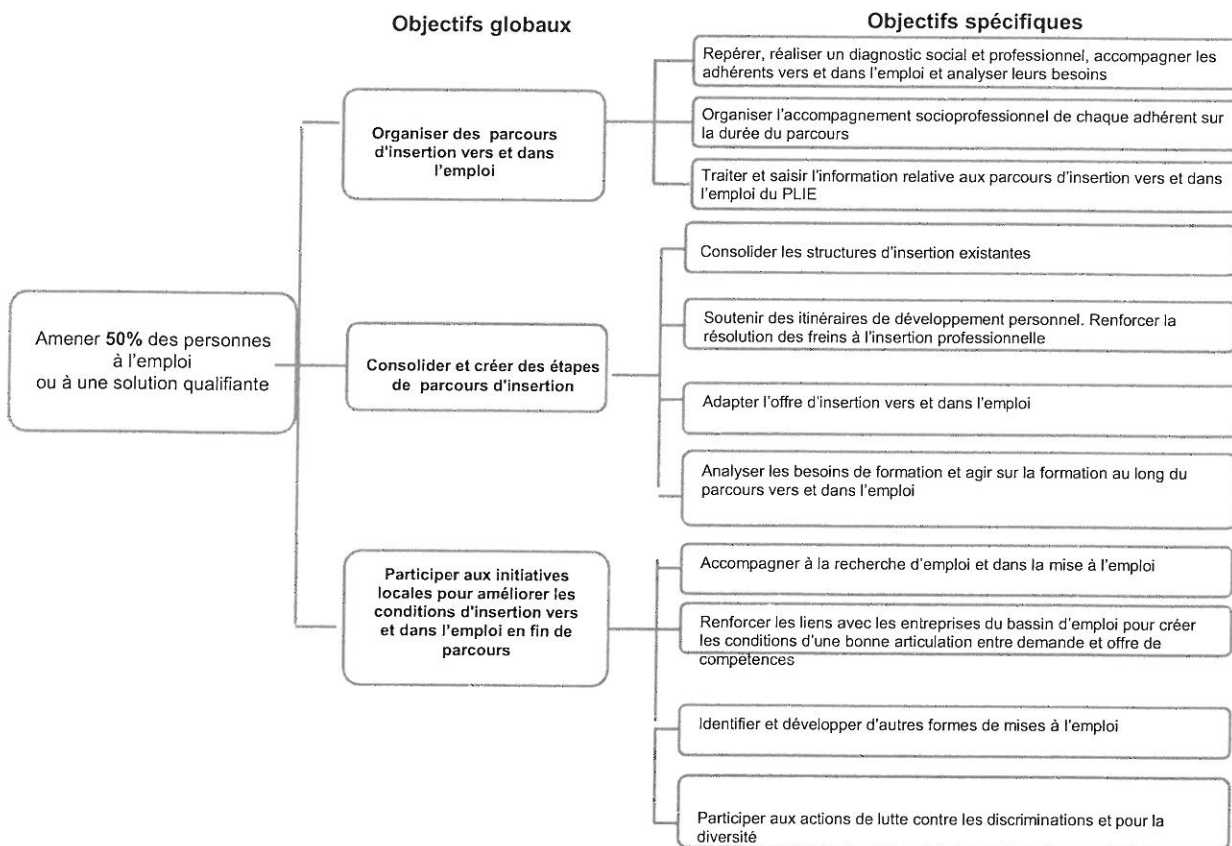 Objectifs globaux
Objectifs spécifiques
Amener 50% des personnes
à l'emploi
ou à une solution qualifiante
Organiser des parcours
d'insertion vers et dans
l'emploi
Repérer, réaliser un diagnostic social et professionnel, accompagner les
adhérents vers et dans l'emploi et analyser leurs besoins
Organiser l'accompagnement socioprofessionnel de chaque adhérent sur
la durée du parcours
Traiter et saisir l'information relative aux parcours d'insertion vers et dans
l'emploi du PLIE
Consolider et créer des étapes
de parcours d'insertion
Consolider les structures d'insertion existantes
Soutenir des itinéraires de développement personnel. Renforcer la
résolution des freins à l'insertion professionnelle
Adapter l'offre d'insertion vers et dans l'emploi
Analyser les besoins de formation et agir sur la formation au long du
parcours vers et dans l'emploi
Participer aux initiatives
locales pour améliorer les
conditions d'insertion vers
et dans l'emploi en fin de
parcours
Accompagner à la recherche d'emploi et dans la mise à l'emploi
Renforcer les liens avec les entreprises du bassin d'emploi pour créer
les conditions d'une bonne articulation entre demande et offre de
compétences
Identifier et développer d'autres formes de mises à l'emploi
Participer aux actions de lutte contre les discriminations et pour la
diversité